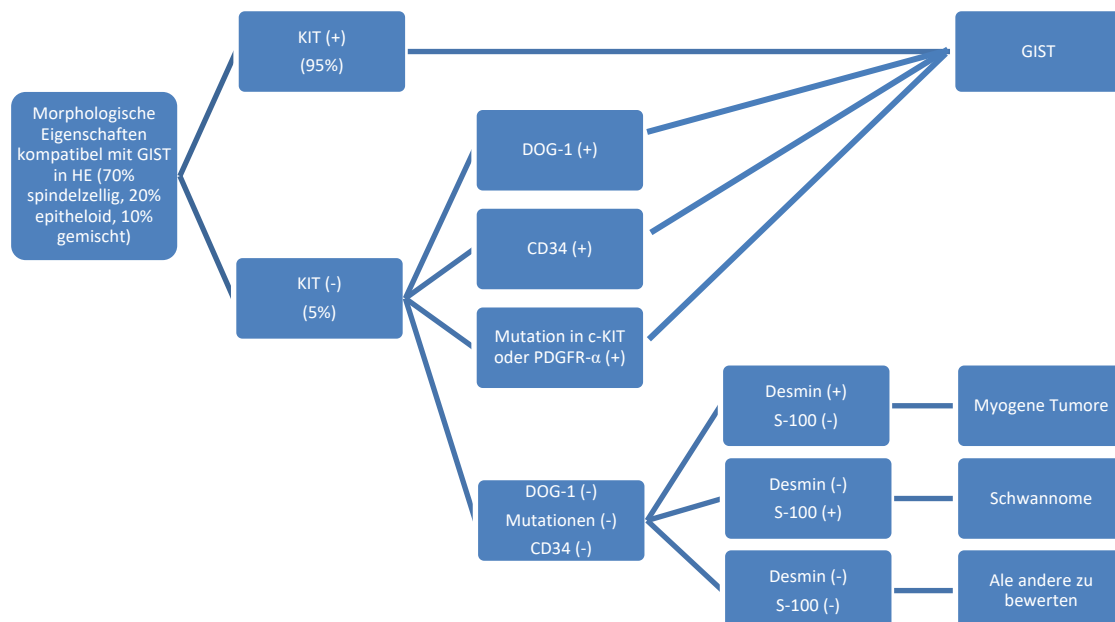 Morphologische
Eigenschaften
kompatibel mit GIST
in HE (70%
spindelzellig, 20%
epitheloid, 10%
gemischt)
KIT (+)
(95%)
KIT (-)
(5%)
DOG-1 (+)
CD34 (+)
Mutation in c-KIT
oder PDGFR-α (+)
DOG-1 (-)
Mutationen (-)
CD34 (-)
Desmin (+)
S-100 (-)
Desmin (-)
S-100 (+)
Desmin (-)
S-100 (-)
GIST
Myogene Tumore
Schwannome
Ale andere zu
bewerten